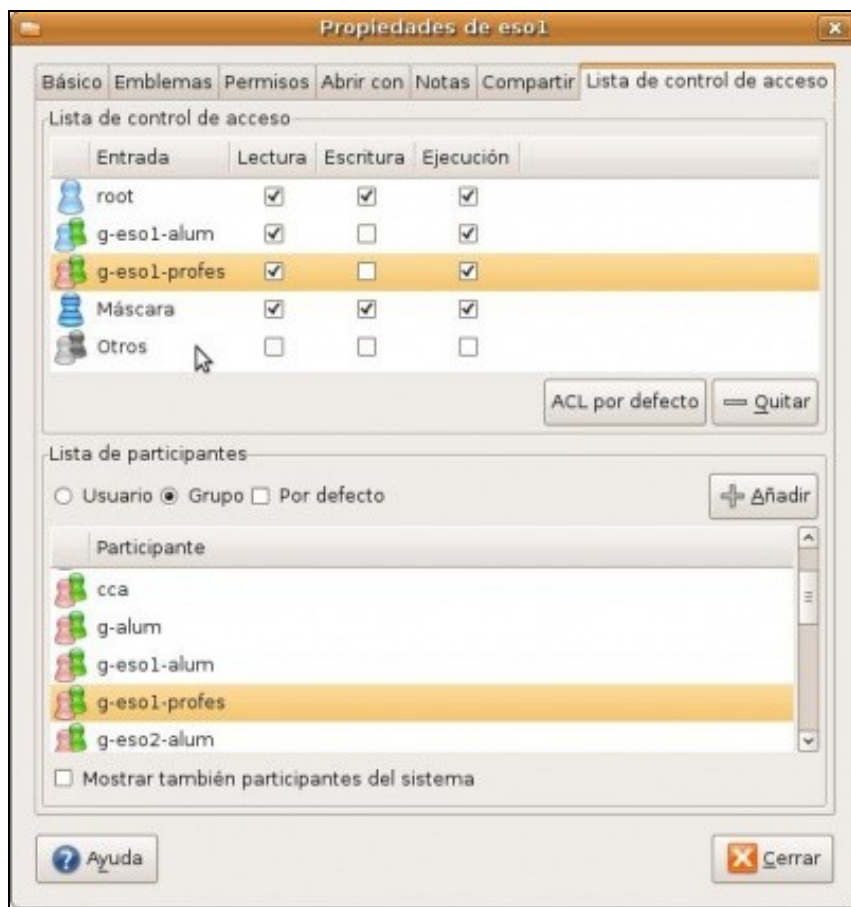 Propiedades de eso1
Básico Emblemas Permisos Abrir con Notas Compartir Lista de control de acceso
Lista de control de acceso
Entrada Lectura Escritura Ejecución
root
g-eso1-alum
g-eso1-profes
Máscara
Otros
ACL por defecto Quitar
Lista de participantes
Usuario Grupo Por defecto Añadir
Participante
cca
g-alum
g-eso1-alum
g-eso1-profes
g-eso2-alum
Mostrar también participantes del sistema
Ayuda Cerrar